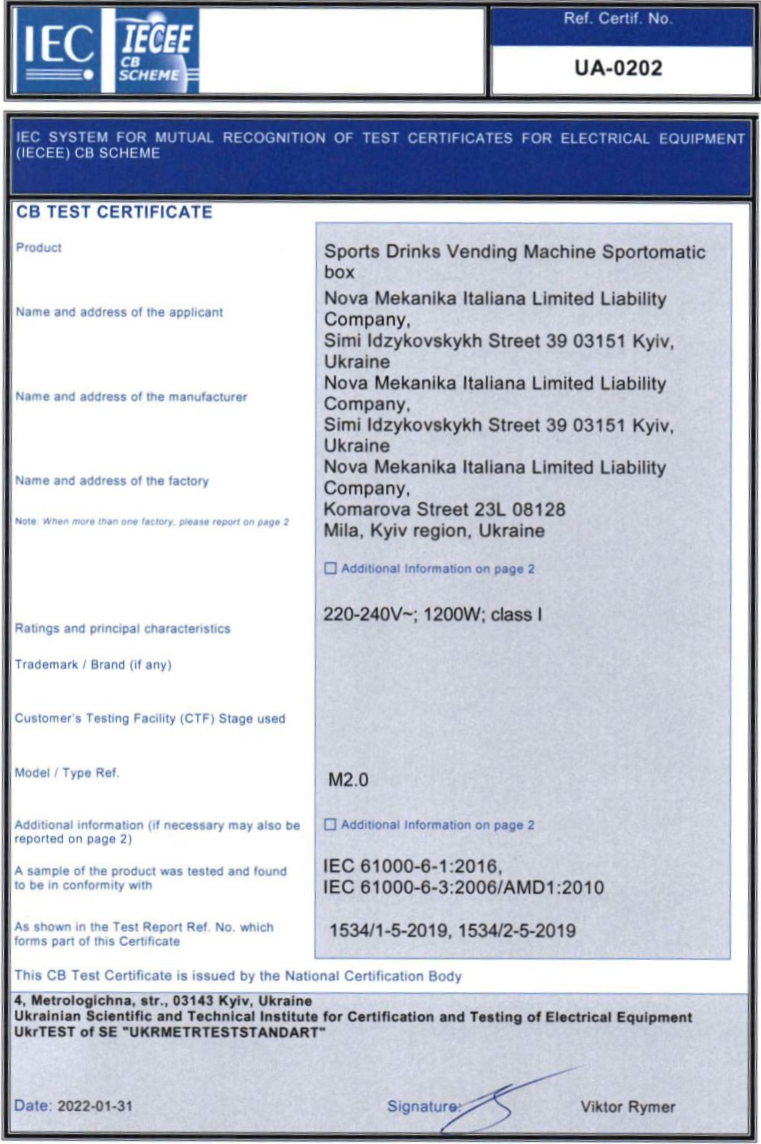 IEC
IECEE
CB
SCHEME
Ref. Certif. No.
UA-0202
IEC SYSTEM FOR MUTUAL RECOGNITION OF TEST CERTIFICATES FOR ELECTRICAL EQUIPMENT
(IECEE) CB SCHEME
CB TEST CERTIFICATE
Product
Sports Drinks Vending Machine Sportomatic
box
Name and address of the applicant
Nova Mekanika Italiana Limited Liability
Company,
Simi Idzykovskykh Street 39 03151 Kyiv,
Ukraine
Name and address of the manufacturer
Nova Mekanika Italiana Limited Liability
Company,
Simi Idzykovskykh Street 39 03151 Kyiv,
Ukraine
Name and address of the factory
Nova Mekanika Italiana Limited Liability
Company,
Komarova Street 23L 08128
Mila, Kyiv region, Ukraine
Note: When more than one factory, please report on page 2
Additional Information on page 2
Ratings and principal characteristics
220-240V~; 1200W; class I
Trademark / Brand (if any)
Customer's Testing Facility (CTF) Stage used
Model / Type Ref.
M2.0
Additional information (if necessary may also be
reported on page 2)
Additional Information on page 2
A sample of the product was tested and found
to be in conformity with
IEC 61000-6-1:2016,
IEC 61000-6-3:2006/AMD1:2010
As shown in the Test Report Ref. No. which
forms part of this Certificate
1534/1-5-2019, 1534/2-5-2019
This CB Test Certificate is issued by the National Certification Body
4, Metrologichna, str., 03143 Kyiv, Ukraine
Ukrainian Scientific and Technical Institute for Certification and Testing of Electrical Equipment
UkrTEST of SE "UKRMETRTESTSTANDART"
Date: 2022-01-31
Signature:
Viktor Rymer